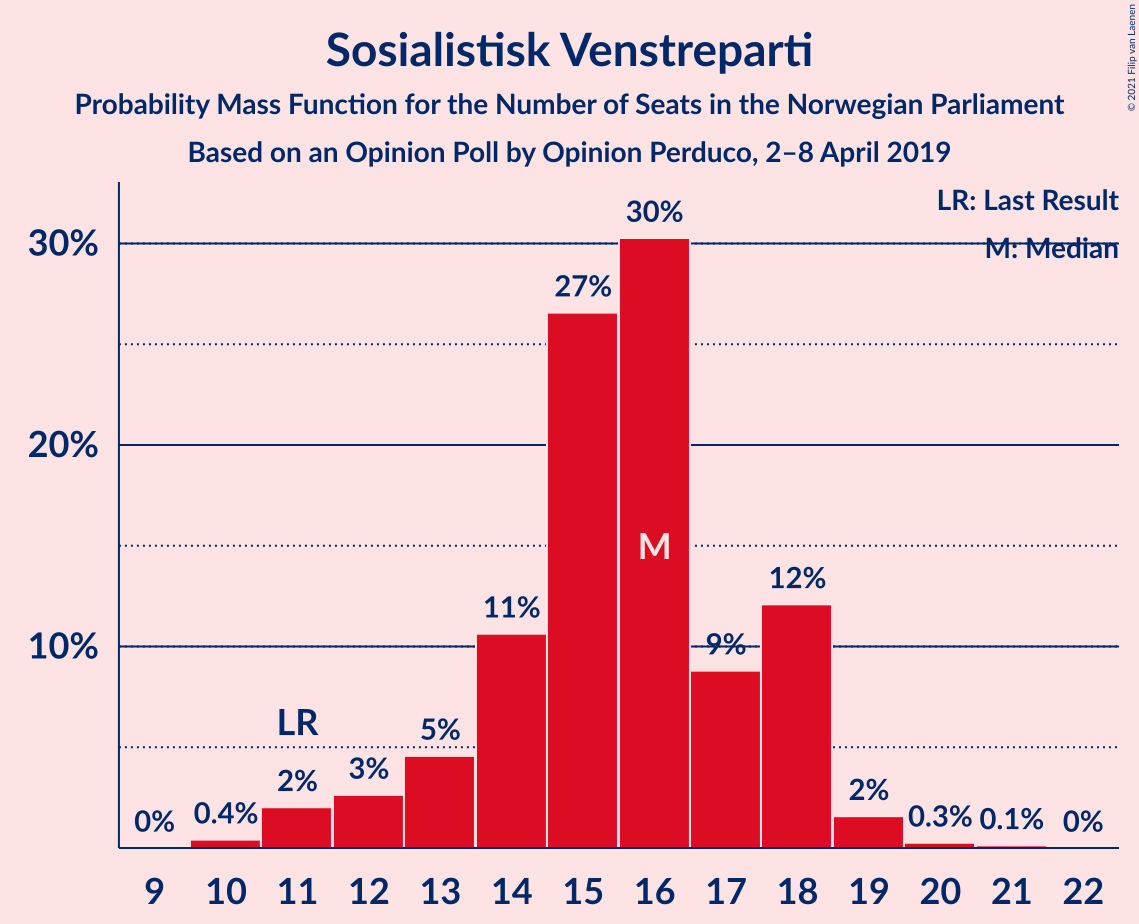 Sosialistisk Venstreparti
Probability Mass Function for the Number of Seats in the Norwegian Parliament
Based on an Opinion Poll by Opinion Perduco, 2–8 April 2019
© 2021 Filip van Laenen
LR: Last Result
M: Median
30%
20%
10%
0%
0.4%
2%
LR
3%
5%
11%
27%
30%
M
9%
12%
2%
0.3%
0.1%
0%
9 10 11 12 13 14 15 16 17 18 19 20 21 22